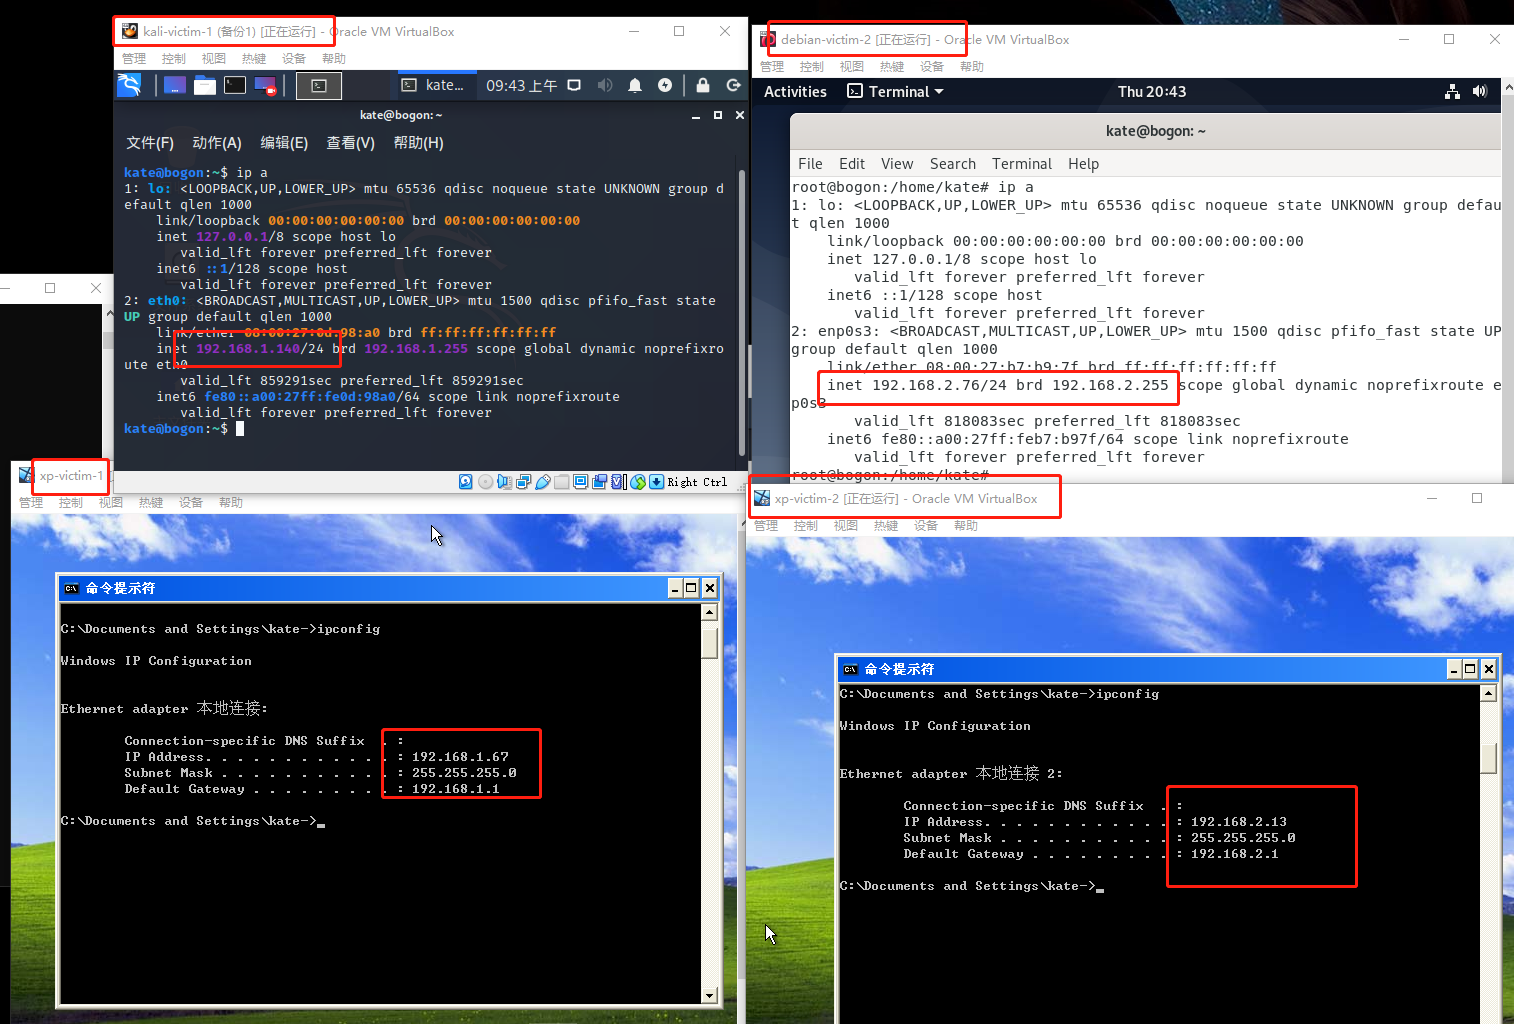 kali-victim-1 (备份1) [正在运行] - Oracle VM VirtualBox
管理 控制 视图 热键 设备 帮助
kate... 09:43 上午
kate@bogon: ~
文件(F) 动作(A) 编辑(E) 查看(V) 帮助(H)
kate@bogon:~$ ip a
1: lo: <LOOPBACK,UP,LOWER_UP> mtu 65536 qdisc noqueue state UNKNOWN group d
efault qlen 1000
link/loopback 00:00:00:00:00:00 brd 00:00:00:00:00:00
inet 127.0.0.1/8 scope host lo
valid_lft forever preferred_lft forever
inet6 ::1/128 scope host
valid_lft forever preferred_lft forever
2: eth0: <BROADCAST,MULTICAST,UP,LOWER_UP> mtu 1500 qdisc pfifo_fast state
UP group default qlen 1000
link/ether 08:00:27:0d:98:a0 brd ff:ff:ff:ff:ff:ff
inet 192.168.1.140/24 brd 192.168.1.255 scope global dynamic noprefixro
ute eth0
valid_lft 859291sec preferred_lft 859291sec
inet6 fe80::a00:27ff:fe0d:98a0/64 scope link noprefixroute
valid_lft forever preferred_lft forever
kate@bogon:~$
Right Ctrl
debian-victim-2 [正在运行] - Oracle VM VirtualBox
管理 控制 视图 热键 设备 帮助
Activities Terminal Thu 20:43
kate@bogon: ~
File Edit View Search Terminal Help
root@bogon:/home/kate# ip a
1: lo: <LOOPBACK,UP,LOWER_UP> mtu 65536 qdisc noqueue state UNKNOWN group defau
t qlen 1000
link/loopback 00:00:00:00:00:00 brd 00:00:00:00:00:00
inet 127.0.0.1/8 scope host lo
valid_lft forever preferred_lft forever
inet6 ::1/128 scope host
valid_lft forever preferred_lft forever
2: enp0s3: <BROADCAST,MULTICAST,UP,LOWER_UP> mtu 1500 qdisc pfifo_fast state UP
group default qlen 1000
link/ether 08:00:27:b7:b9:7f brd ff:ff:ff:ff:ff:ff
inet 192.168.2.76/24 brd 192.168.2.255 scope global dynamic noprefixroute e
p0s3
valid_lft 818083sec preferred_lft 818083sec
inet6 fe80::a00:27ff:feb7:b97f/64 scope link noprefixroute
valid_lft forever preferred_lft forever
root@bogon:/home/kate#
xp-victim-1
管理 控制 视图 热键 设备 帮助
命令提示符
C:\Documents and Settings\kate->ipconfig
Windows IP Configuration
Ethernet adapter 本地连接:
Connection-specific DNS Suffix . :
IP Address. . . . . . . . . . . . : 192.168.1.67
Subnet Mask . . . . . . . . . . . : 255.255.255.0
Default Gateway . . . . . . . . . : 192.168.1.1
C:\Documents and Settings\kate->
xp-victim-2 [正在运行] - Oracle VM VirtualBox
管理 控制 视图 热键 设备 帮助
命令提示符
C:\Documents and Settings\kate->ipconfig
Windows IP Configuration
Ethernet adapter 本地连接 2:
Connection-specific DNS Suffix . :
IP Address. . . . . . . . . . . . : 192.168.2.13
Subnet Mask . . . . . . . . . . . : 255.255.255.0
Default Gateway . . . . . . . . . : 192.168.2.1
C:\Documents and Settings\kate->